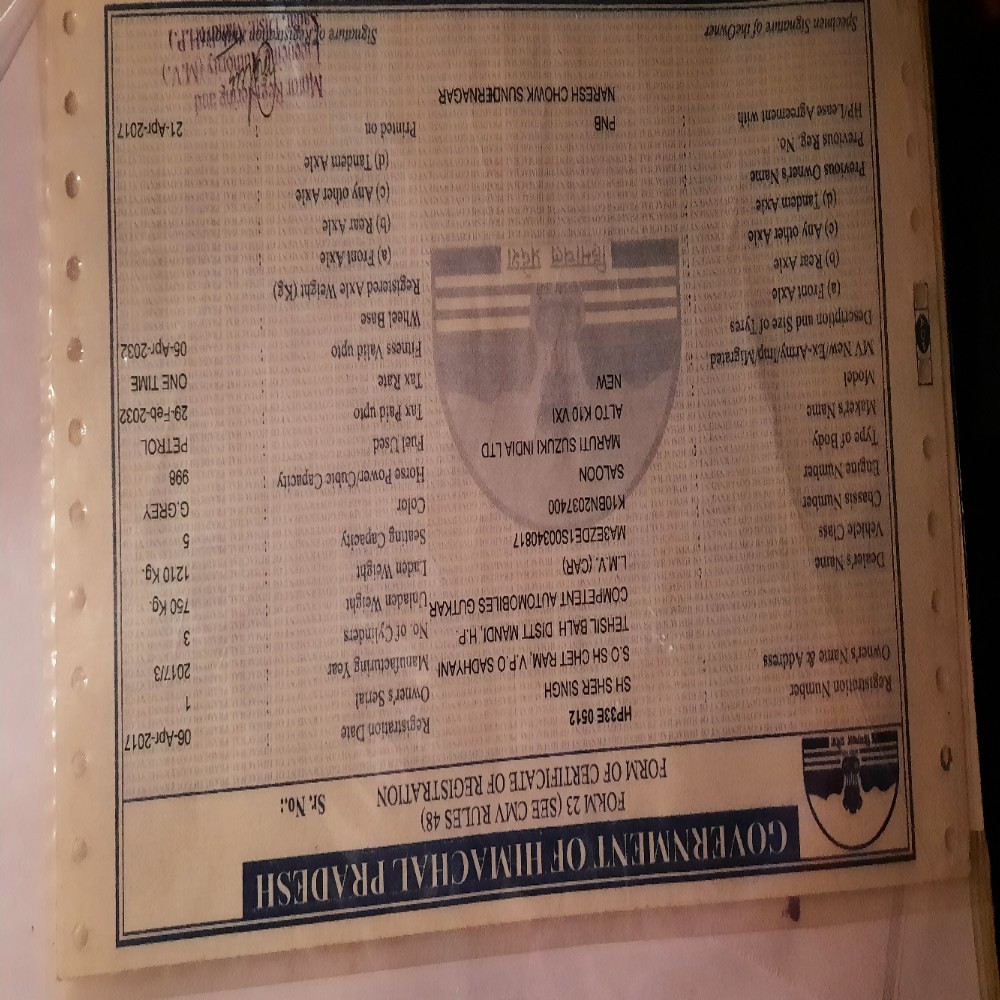 GOVERNMENT OF HIMACHAL PRADESH
FORM 23 (SEE CMV RULES 48)
FORM OF CERTIFICATE OF REGISTRATION
Sr. No.:
Registration Number HP33E 0512
Owner's Name & Address SH SHER SINGH
S.O SH CHET RAM, V.P.O SADHYANI
TEHSIL BALH DISTT MANDI, H.P.
Dealer's Name COMPETENT AUTOMOBILES GUTKAR
Vehicle Class L.M.V. (CAR)
Chassis Number MA3EZDE1S00340817
Engine Number K10BN2037400
Type of Body SALOON
Maker's Name MARUTI SUZUKI INDIA LTD
Model ALTO K10 VXI
MV New/Ex-Army/Imp/Migrated NEW
Description and Size of Tyres
(a) Front Axle
(b) Rear Axle
(c) Any other Axle
(d) Tandem Axle
Previous Owner's Name
Previous Reg. No.
HP/Lease Agreement with PNB
NARESH CHOWK SUNDERNAGAR
Specimen Signature of the Owner
Registration Date : 06-Apr-2017
Owner's Serial : 1
Manufacturing Year : 2017/3
No. of Cylinders : 3
Unladen Weight : 750 Kg.
Laden Weight : 1210 Kg.
Seating Capacity : 5
Color : G.GREY
Horse Power/Cubic Capacity : 998
Fuel Used : PETROL
Tax Paid upto : 29-Feb-2032
Tax Rate : ONE TIME
Fitness Valid upto : 05-Apr-2032
Wheel Base
Registered Axle Weight (Kg)
(a) Front Axle
(b) Rear Axle
(c) Any other Axle
(d) Tandem Axle
Printed on : 21-Apr-2017
Signature of Registration
Motor Registering and
Licencing Authority (M.V.)
हिमाचल प्रदेश